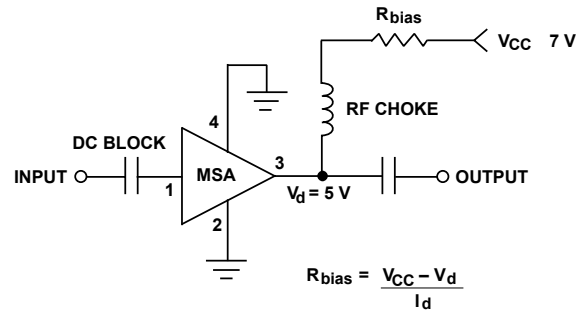 Rbias
VCC 7 V
RF CHOKE
4
DC BLOCK
3
INPUT
MSA
OUTPUT
1
Vd = 5 V
2
Rbias = VCC – Vd
Id